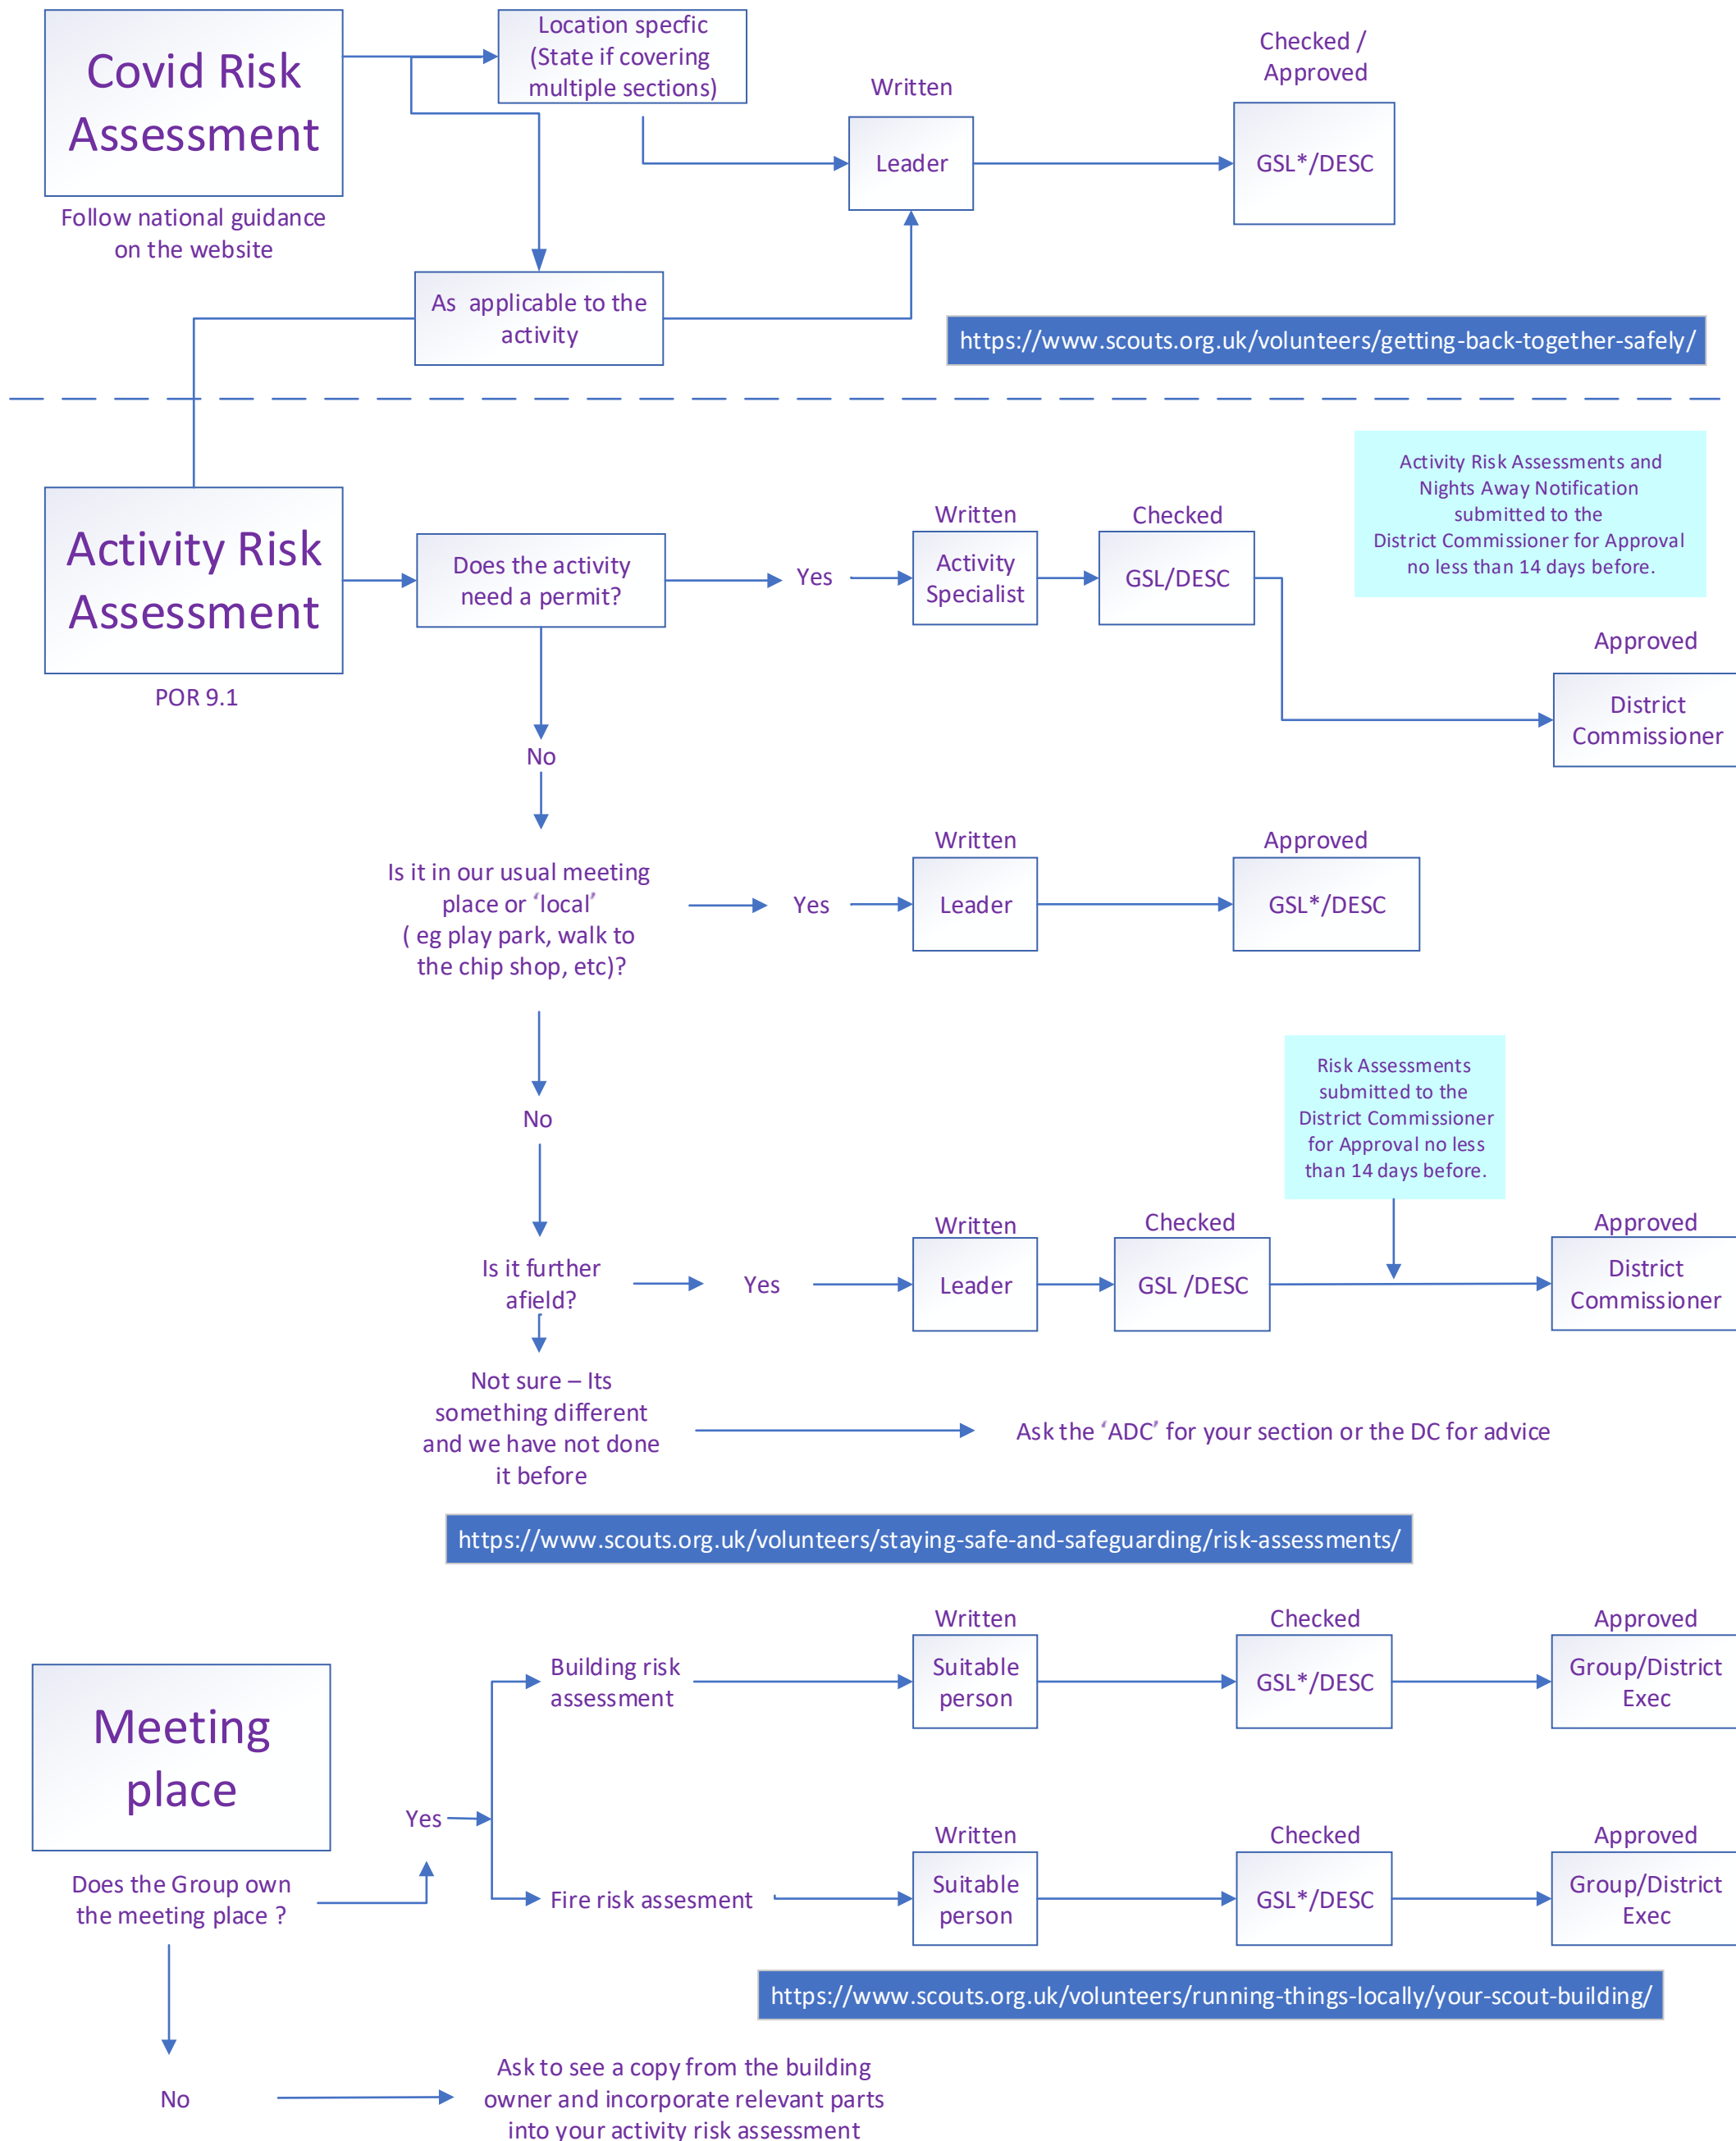 Covid Risk
Assessment
Follow national guidance
on the website
Location specfic
(State if covering
multiple sections)
Written
Leader
Checked /
Approved
GSL*/DESC
As applicable to the
activity
https://www.scouts.org.uk/volunteers/getting-back-together-safely/
Activity Risk
Assessment
POR 9.1
Does the activity
need a permit?
Yes
Written
Activity
Specialist
Checked
GSL/DESC
Activity Risk Assessments and
Nights Away Notification
submitted to the
District Commissioner for Approval
no less than 14 days before.
Approved
District
Commissioner
No
Is it in our usual meeting
place or ‘local’
( eg play park, walk to
the chip shop, etc)?
Yes
Written
Leader
Approved
GSL*/DESC
No
Is it further
afield?
Yes
Written
Leader
Checked
GSL /DESC
Risk Assessments
submitted to the
District Commissioner
for Approval no less
than 14 days before.
Approved
District
Commissioner
Not sure – Its
something different
and we have not done
it before
Ask the ‘ADC’ for your section or the DC for advice
https://www.scouts.org.uk/volunteers/staying-safe-and-safeguarding/risk-assessments/
Meeting
place
Does the Group own
the meeting place ?
Yes
Building risk
assessment
Written
Suitable
person
Checked
GSL*/DESC
Approved
Group/District
Exec
Fire risk assesment
Written
Suitable
person
Checked
GSL*/DESC
Approved
Group/District
Exec
https://www.scouts.org.uk/volunteers/running-things-locally/your-scout-building/
No
Ask to see a copy from the building
owner and incorporate relevant parts
into your activity risk assessment